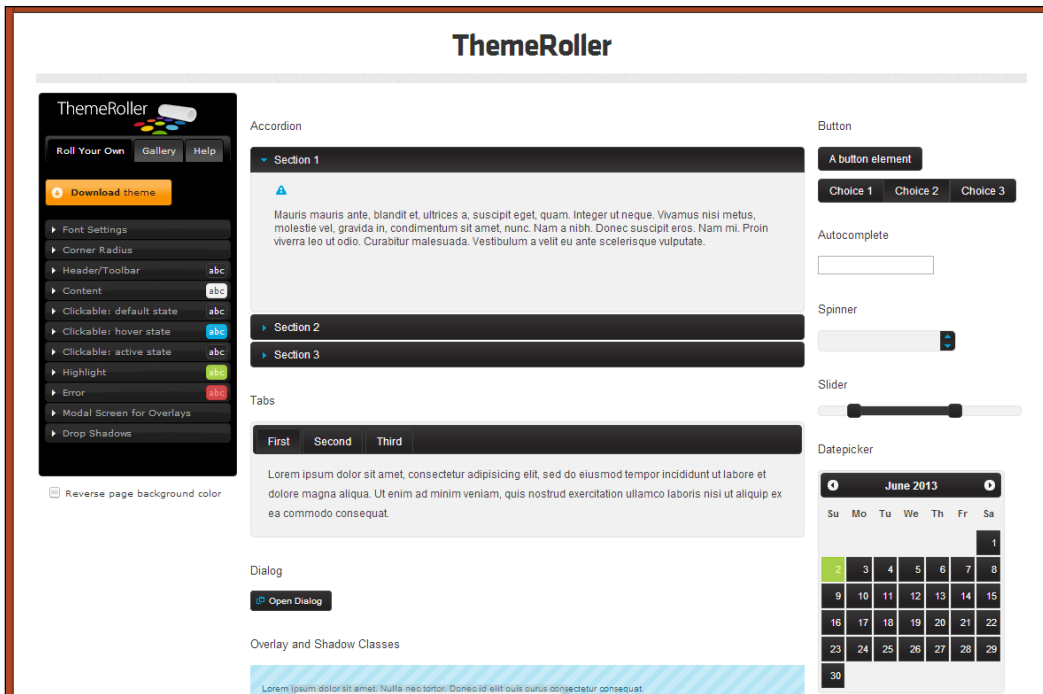 ThemeRoller
ThemeRoller
Roll Your Own
Gallery
Help
Download theme
Font Settings
Corner Radius
Header/Toolbar abc
Content abc
Clickable: default state abc
Clickable: hover state abc
Clickable: active state abc
Highlight abc
Error abc
Modal Screen for Overlays
Drop Shadows
Reverse page background color
Accordion
Section 1
Mauris mauris ante, blandit et, ultrices a, suscipit eget, quam. Integer ut neque. Vivamus nisi metus,
molestie vel, gravida in, condimentum sit amet, nunc. Nam a nibh. Donec suscipit eros. Nam mi. Proin
viverra leo ut odio. Curabitur malesuada. Vestibulum a velit eu ante scelerisque vulputate.
Section 2
Section 3
Tabs
First Second Third
Lorem ipsum dolor sit amet, consectetur adipisicing elit, sed do eiusmod tempor incididunt ut labore et
dolore magna aliqua. Ut enim ad minim veniam, quis nostrud exercitation ullamco laboris nisi ut aliquip ex
ea commodo consequat.
Dialog
Open Dialog
Overlay and Shadow Classes
Lorem ipsum dolor sit amet. Nulla nec tortor. Donec id elit quis purus consectetur consequat.
Button
A button element
Choice 1 Choice 2 Choice 3
Autocomplete
Spinner
Slider
Datepicker
June 2013
Su Mo Tu We Th Fr Sa
1
2 3 4 5 6 7 8
9 10 11 12 13 14 15
16 17 18 19 20 21 22
23 24 25 26 27 28 29
30